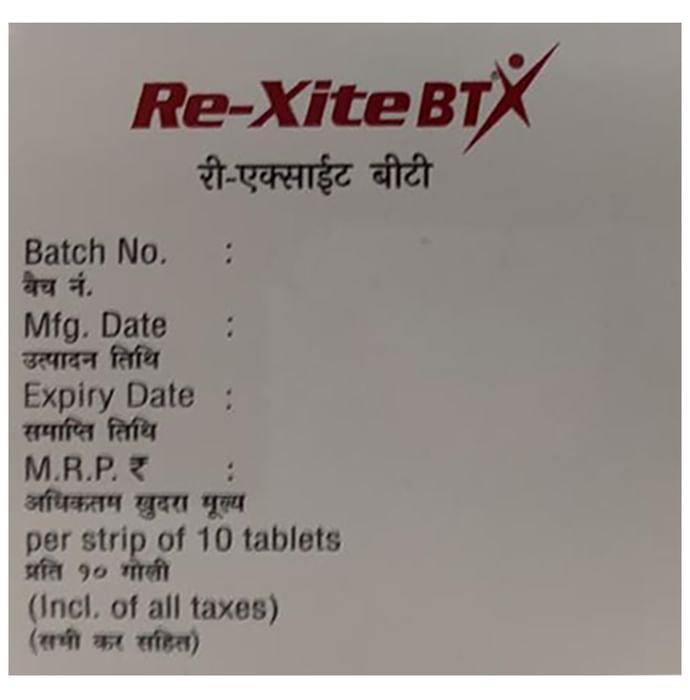 Re-Xite BT
री-एक्साईट बीटी
Batch No. :
बैच नं.
Mfg. Date :
उत्पादन तिथि
Expiry Date :
समाप्ति तिथि
M.R.P. ₹ :
अधिकतम खुदरा मूल्य
per strip of 10 tablets
प्रति १० गोली
(Incl. of all taxes)
(सभी कर सहित)